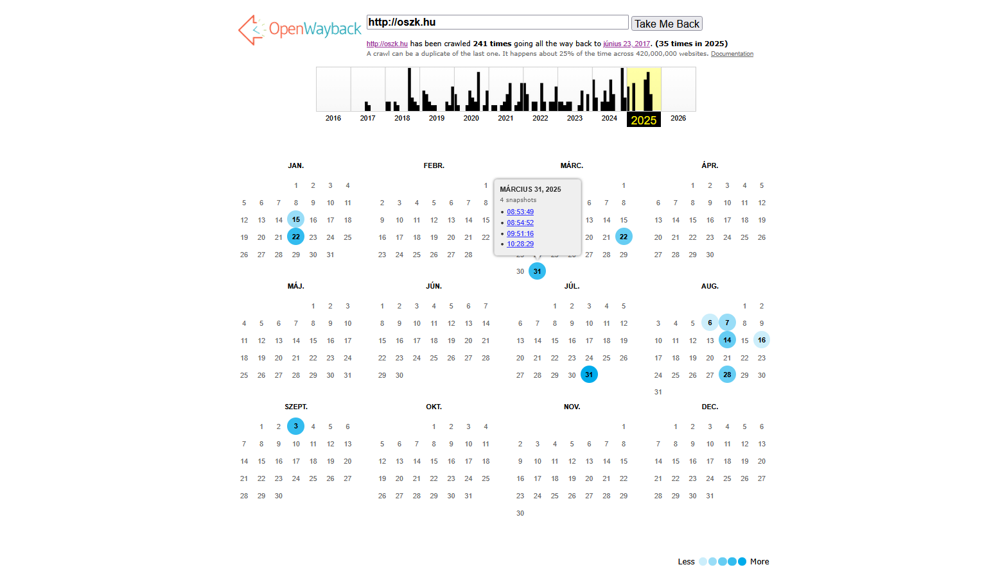 OpenWayback
http://oszk.hu
Take Me Back
http://oszk.hu has been crawled 241 times going all the way back to június 23, 2017. (35 times in 2025)
A crawl can be a duplicate of the last one. It happens about 25% of the time across 420,000,000 websites. Documentation
2016 2017 2018 2019 2020 2021 2022 2023 2024 2025 2026
JAN.
1 2 3 4
5 6 7 8 9 10 11
12 13 14 15 16 17 18
19 20 21 22 23 24 25
26 27 28 29 30 31
FEBR.
1
2 3 4 5 6 7 8
9 10 11 12 13 14 15
16 17 18 19 20 21 22
23 24 25 26 27 28
MÁRC.
1
6 7 8
13 14 15
20 21 22
27 28 29
30 31
MÁRCIUS 31, 2025
4 snapshots
• 08:53:49
• 08:54:52
• 09:51:16
• 10:28:29
ÁPR.
1 2 3 4 5
6 7 8 9 10 11 12
13 14 15 16 17 18 19
20 21 22 23 24 25 26
27 28 29 30
MÁJ.
1 2 3
4 5 6 7 8 9 10
11 12 13 14 15 16 17
18 19 20 21 22 23 24
25 26 27 28 29 30 31
JÚN.
1 2 3 4 5 6 7
8 9 10 11 12 13 14
15 16 17 18 19 20 21
22 23 24 25 26 27 28
29 30
JÚL.
1 2 3 4 5
6 7 8 9 10 11 12
13 14 15 16 17 18 19
20 21 22 23 24 25 26
27 28 29 30 31
AUG.
1 2
3 4 5 6 7 8 9
10 11 12 13 14 15 16
17 18 19 20 21 22 23
24 25 26 27 28 29 30
31
SZEPT.
1 2 3 4 5 6
7 8 9 10 11 12 13
14 15 16 17 18 19 20
21 22 23 24 25 26 27
28 29 30
OKT.
1 2 3 4
5 6 7 8 9 10 11
12 13 14 15 16 17 18
19 20 21 22 23 24 25
26 27 28 29 30 31
NOV.
1
2 3 4 5 6 7 8
9 10 11 12 13 14 15
16 17 18 19 20 21 22
23 24 25 26 27 28 29
30
DEC.
1 2 3 4 5 6
7 8 9 10 11 12 13
14 15 16 17 18 19 20
21 22 23 24 25 26 27
28 29 30 31
Less More